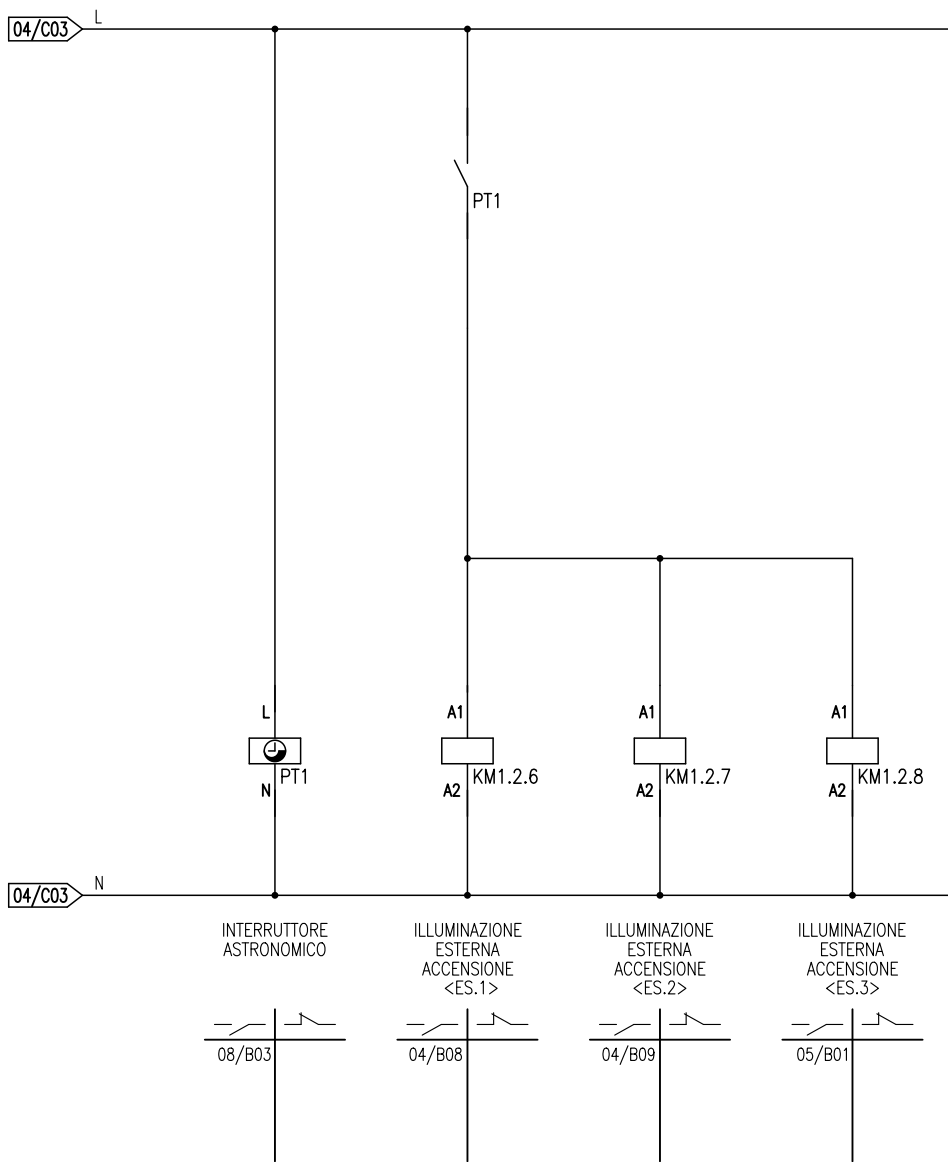 04/C03 L
PT1
L A1 A1 A1
PT1 KM1.2.6 KM1.2.7 KM1.2.8
N A2 A2 A2
04/C03 N
INTERRUTTORE
ASTRONOMICO
ILLUMINAZIONE
ESTERNA
ACCENSIONE
<ES.1>
ILLUMINAZIONE
ESTERNA
ACCENSIONE
<ES.2>
ILLUMINAZIONE
ESTERNA
ACCENSIONE
<ES.3>
08/B03 04/B08 04/B09 05/B01